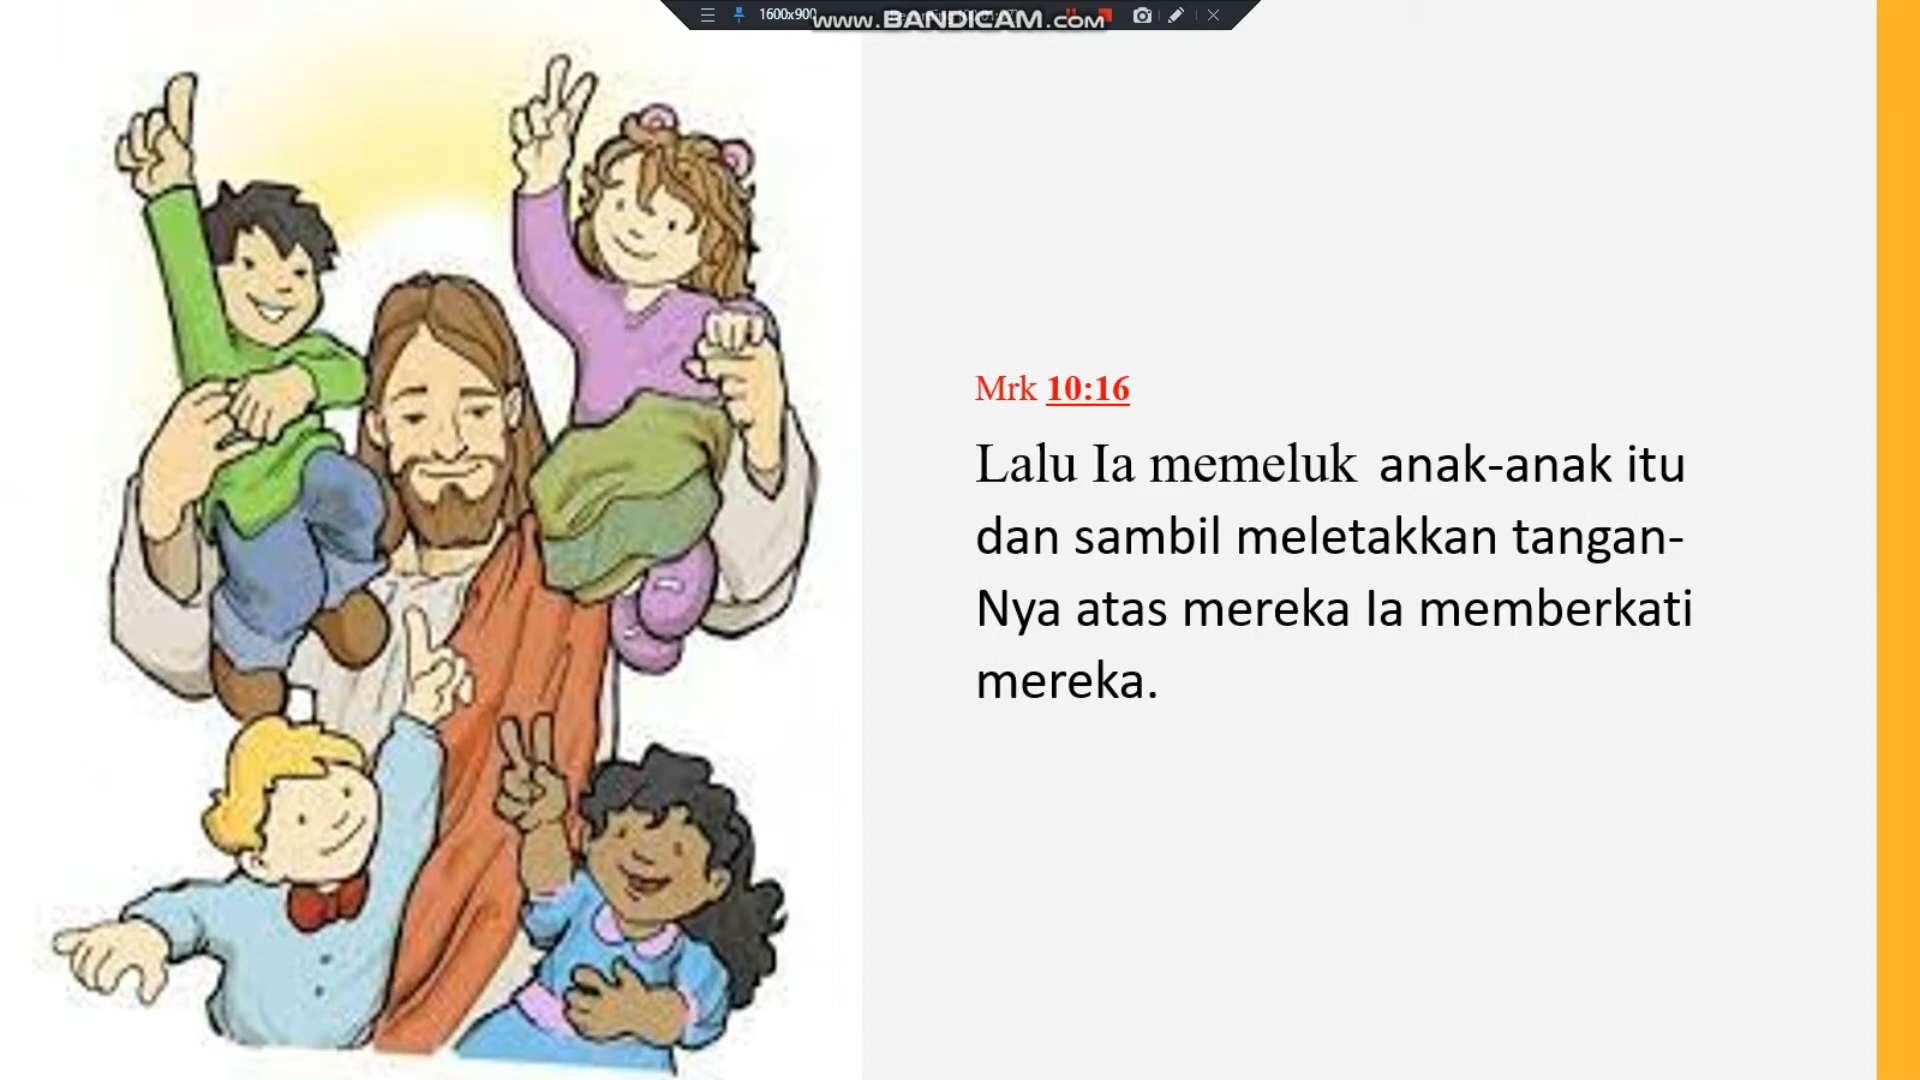 1600x900
www.BANDICAM.com
Mrk 10:16
Lalu Ia memeluk anak-anak itu
dan sambil meletakkan tangan-
Nya atas mereka Ia memberkati
mereka.